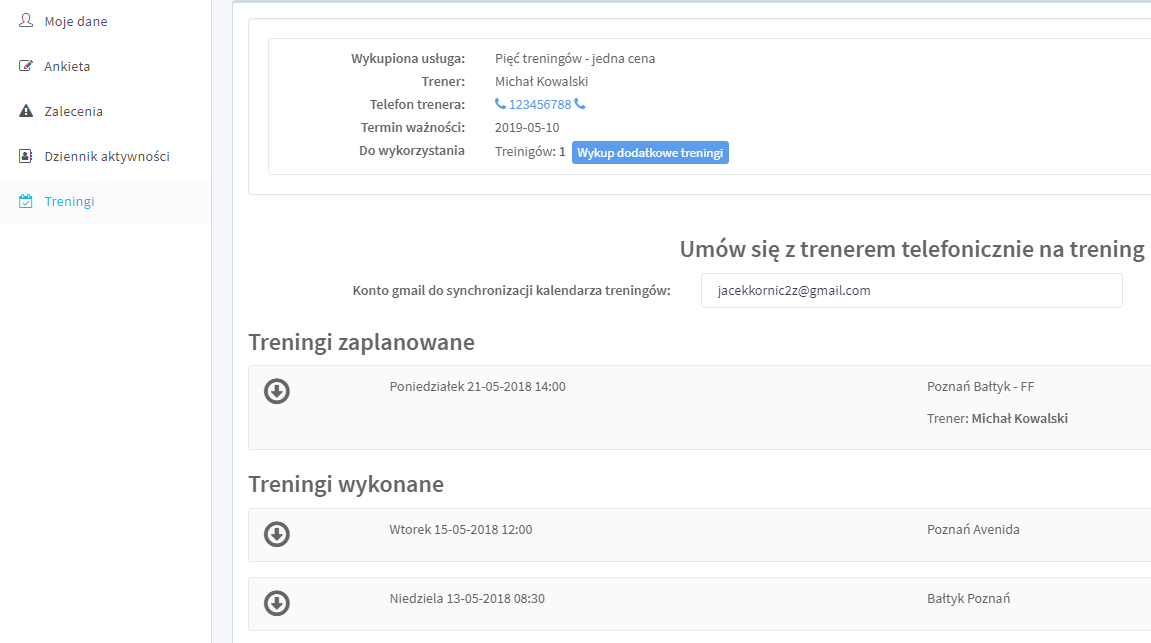 Moje dane
Ankieta
Zalecenia
Dziennik aktywności
Treningi
Wykupiona usługa: Pięć treningów - jedna cena
Trener: Michał Kowalski
Telefon trenera: 123456788
Termin ważności: 2019-05-10
Do wykorzystania Treinigów: 1 Wykup dodatkowe treningi
Umów się z trenerem telefonicznie na trening
Konto gmail do synchronizacji kalendarza treningów: jacekkornic2z@gmail.com
Treningi zaplanowane
Poniedziałek 21-05-2018 14:00 Poznań Bałtyk - FF
Trener: Michał Kowalski
Treningi wykonane
Wtorek 15-05-2018 12:00 Poznań Avenida
Niedziela 13-05-2018 08:30 Bałtyk Poznań